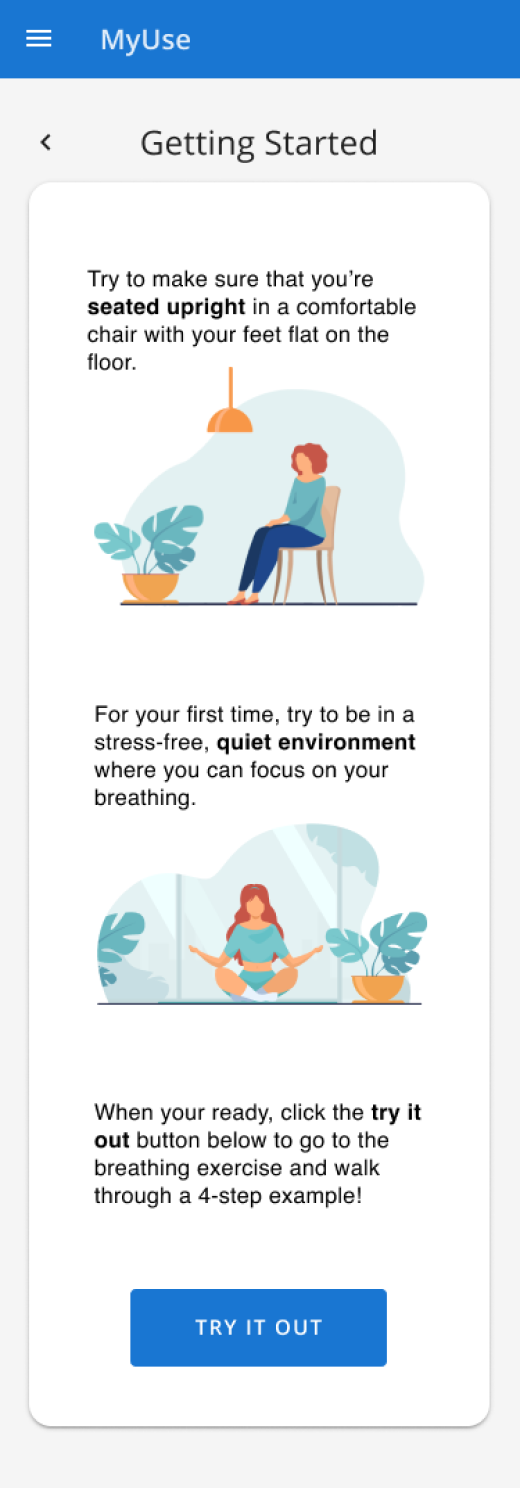 MyUse
Getting Started
Try to make sure that you’re
seated upright in a comfortable
chair with your feet flat on the
floor.
For your first time, try to be in a
stress-free, quiet environment
where you can focus on your
breathing.
When your ready, click the try it
out button below to go to the
breathing exercise and walk
through a 4-step example!
TRY IT OUT